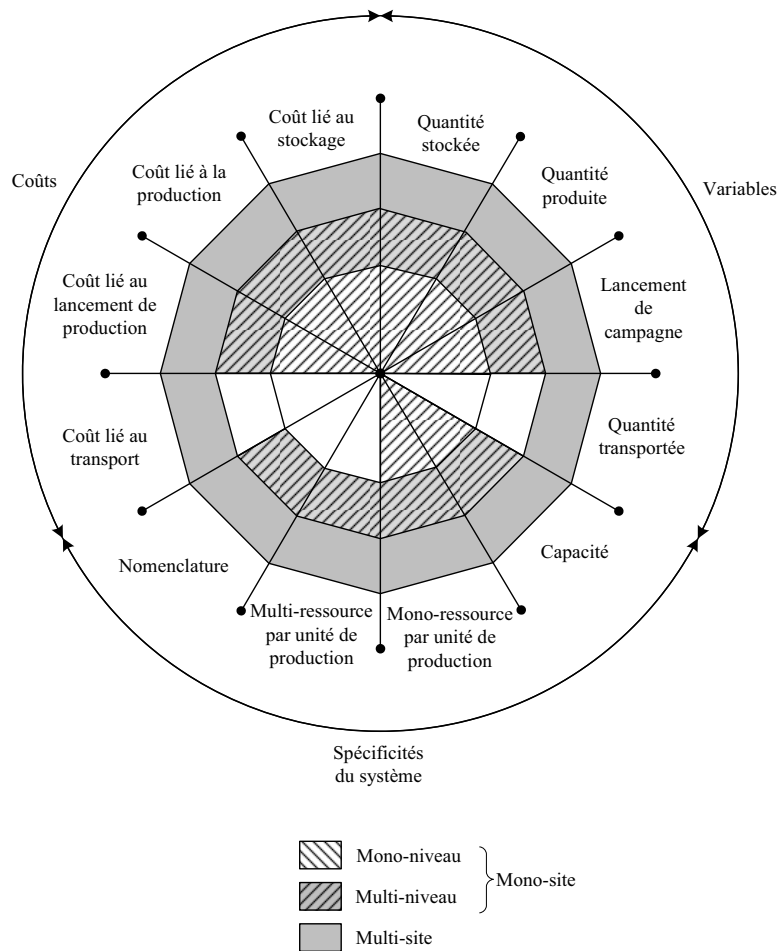 Coût lié au
stockage
Quantité
stockée
Coût lié à la
production
Quantité
produite
Coûts
Variables
Coût lié au
lancement de
production
Lancement
de
campagne
Coût lié au
transport
Quantité
transportée
Nomenclature
Capacité
Multi-ressource
par unité de
production
Mono-ressource
par unité de
production
Spécificités
du système
Mono-niveau
Multi-niveau
Mono-site
Multi-site